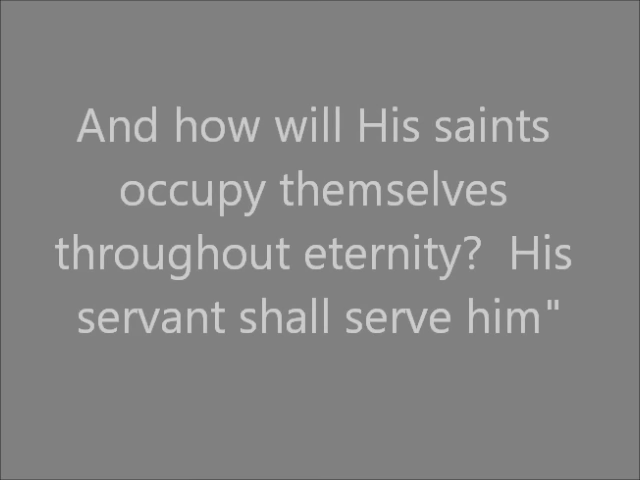 And how will His saints
occupy themselves
throughout eternity?  His
servant shall serve him"